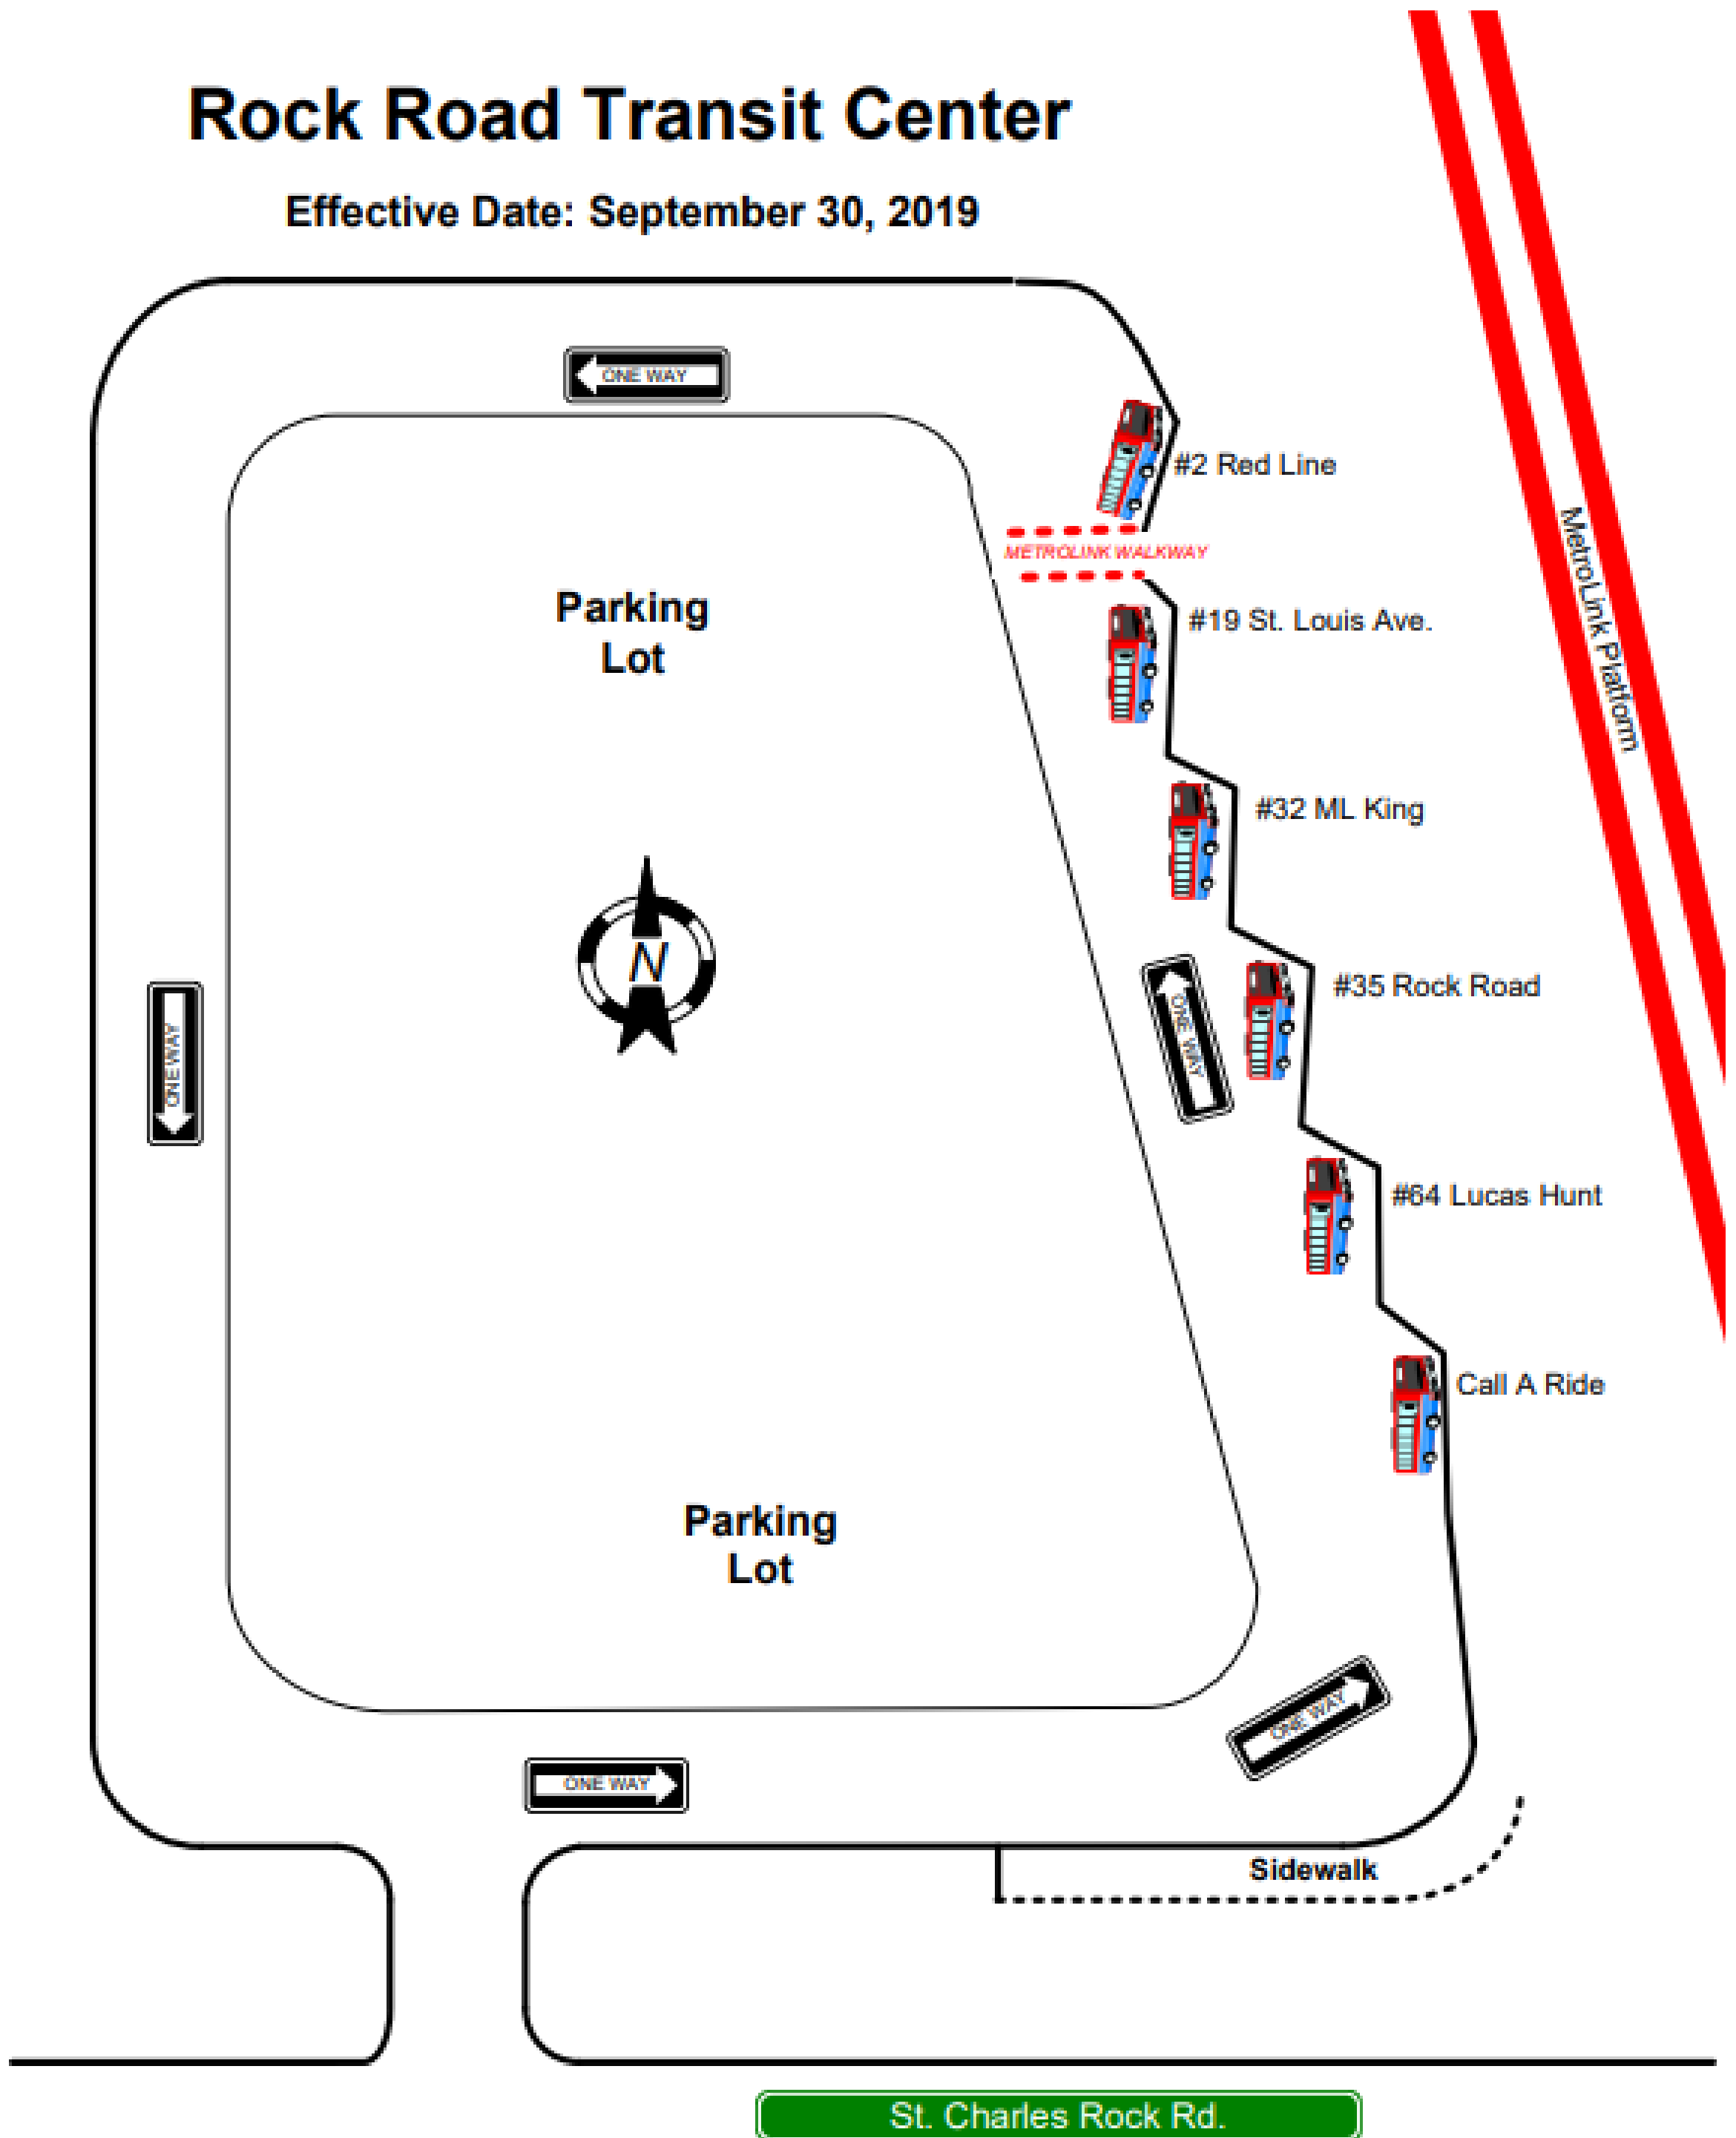 Rock Road Transit Center
Effective Date: September 30, 2019
ONE WAY
#2 Red Line
METROLINK WALKWAY
MetroLink Platform
Parking
Lot
#19 St. Louis Ave.
#32 ML King
N
#35 Rock Road
ONE WAY
ONE WAY
#64 Lucas Hunt
Call A Ride
Parking
Lot
ONE WAY
ONE WAY
Sidewalk
St. Charles Rock Rd.